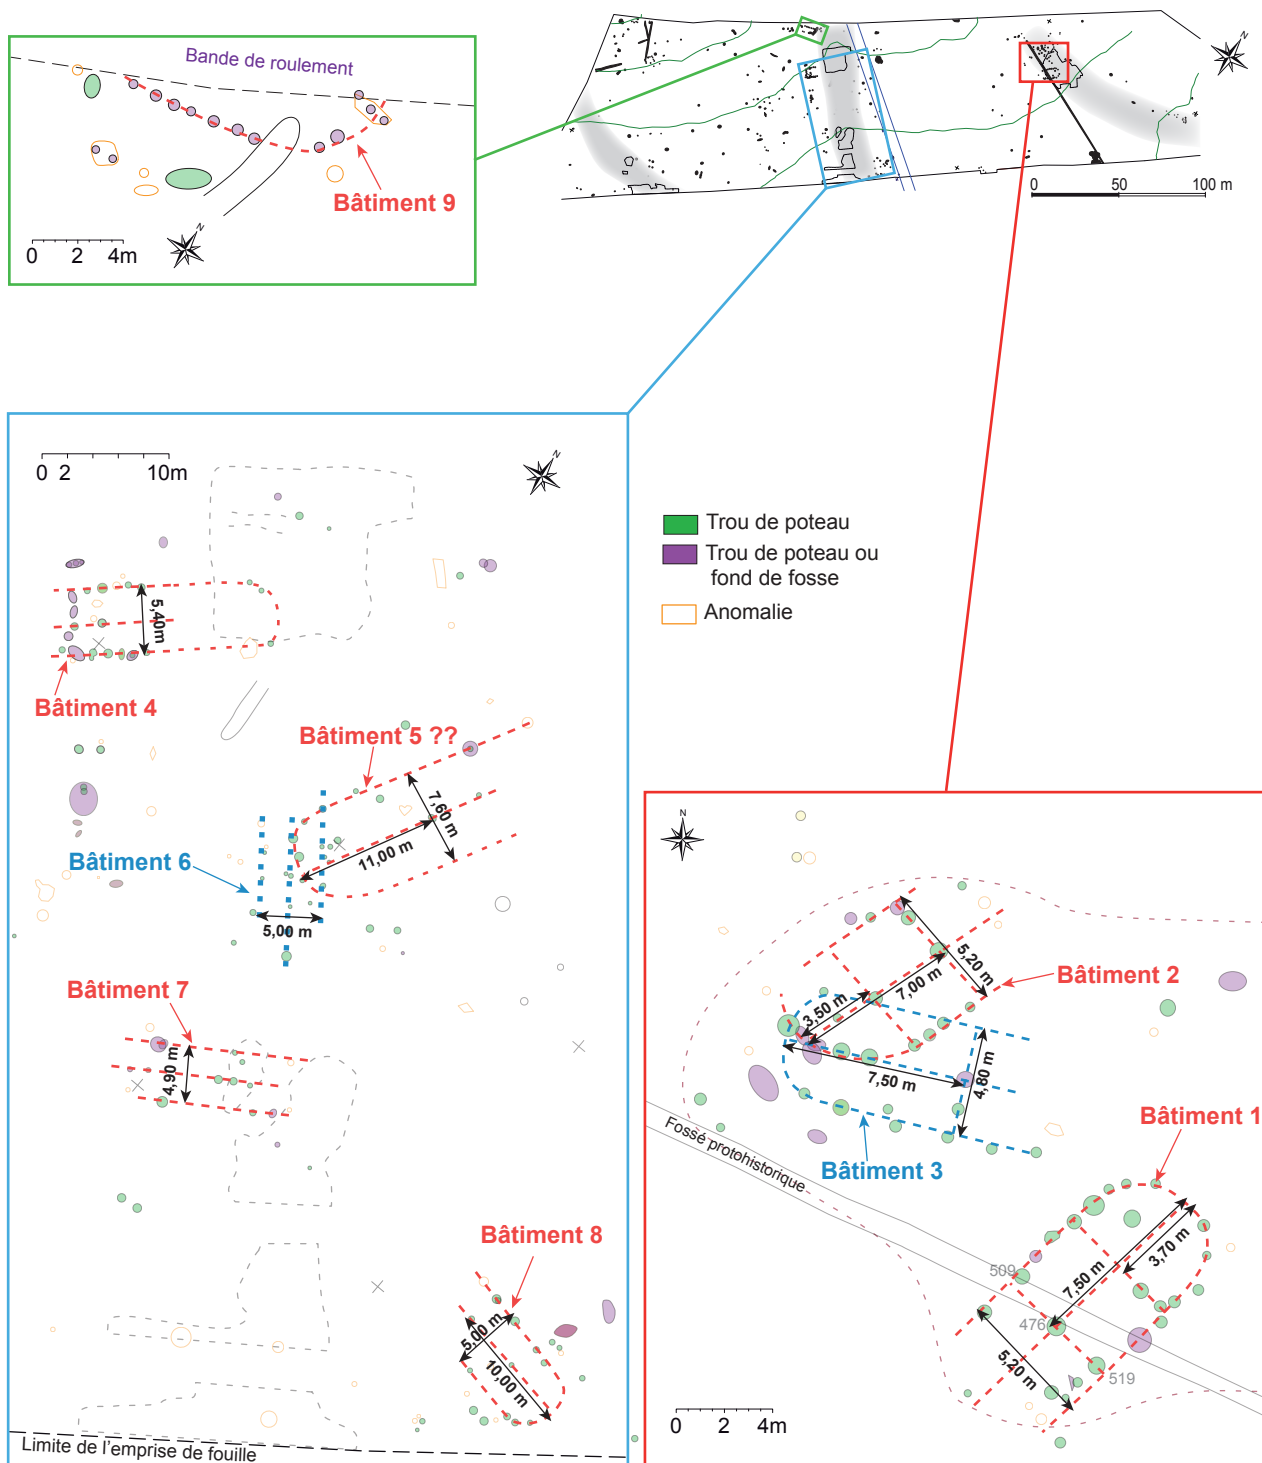 Bande de roulement
N
Bâtiment 9
N
0 2 4m
N
0 50 100 m
0 2 10m
N
Trou de poteau
Trou de poteau ou
fond de fosse
Anomalie
5,40m
Bâtiment 4
Bâtiment 5 ??
7,60 m
11,00 m
Bâtiment 6
5,00 m
Bâtiment 7
4,90 m
Bâtiment 8
5,00 m
10,00 m
Limite de l'emprise de fouille
N
5,20 m
Bâtiment 2
7,00 m
3,50 m
7,50 m
4,80 m
Bâtiment 1
Bâtiment 3
Fossé protohistorique
3,70 m
7,50 m
509
476
5,20 m
519
0 2 4m